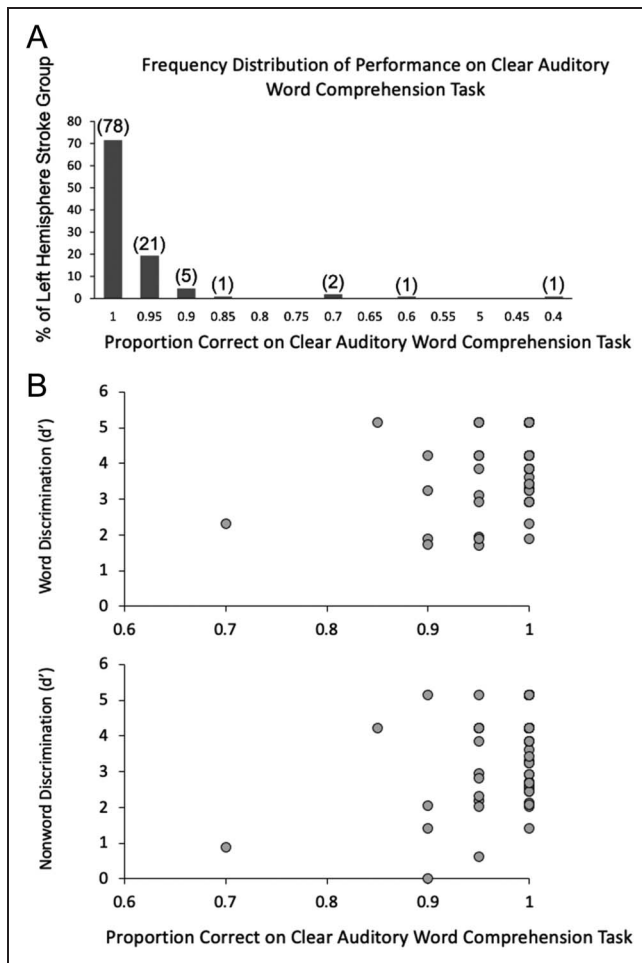 A
Frequency Distribution of Performance on Clear Auditory
Word Comprehension Task
% of Left Hemisphere Stroke Group
80
70
60
50
40
30
20
10
0
(78)
(21)
(5)
(1)
(2)
(1)
(1)
1 0.95 0.9 0.85 0.8 0.75 0.7 0.65 0.6 0.55 5 0.45 0.4
Proportion Correct on Clear Auditory Word Comprehension Task
B
Word Discrimination (d')
6
5
4
3
2
1
0
0.6 0.7 0.8 0.9 1
Nonword Discrimination (d')
6
5
4
3
2
1
0
0.6 0.7 0.8 0.9 1
Proportion Correct on Clear Auditory Word Comprehension Task